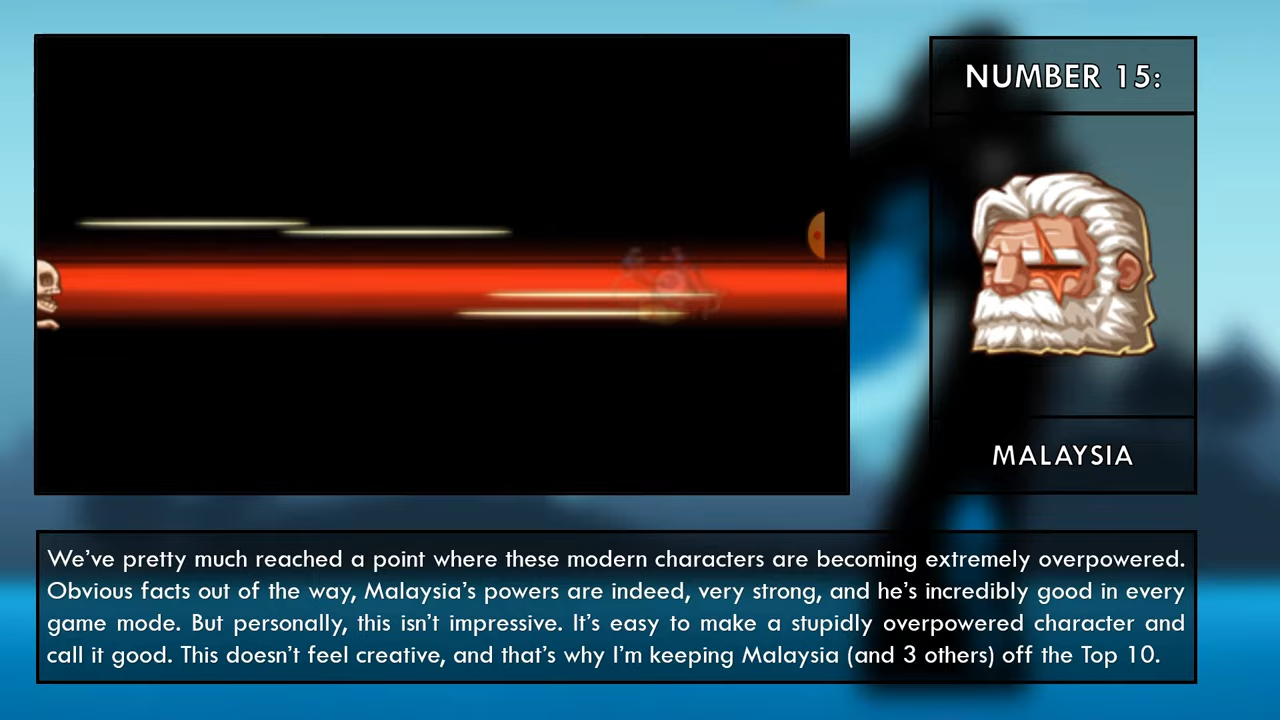 NUMBER 15:
MALAYSIA
We’ve pretty much reached a point where these modern characters are becoming extremely overpowered.
Obvious facts out of the way, Malaysia’s powers are indeed, very strong, and he’s incredibly good in every
game mode. But personally, this isn’t impressive. It’s easy to make a stupidly overpowered character and
call it good. This doesn’t feel creative, and that’s why I’m keeping Malaysia (and 3 others) off the Top 10.